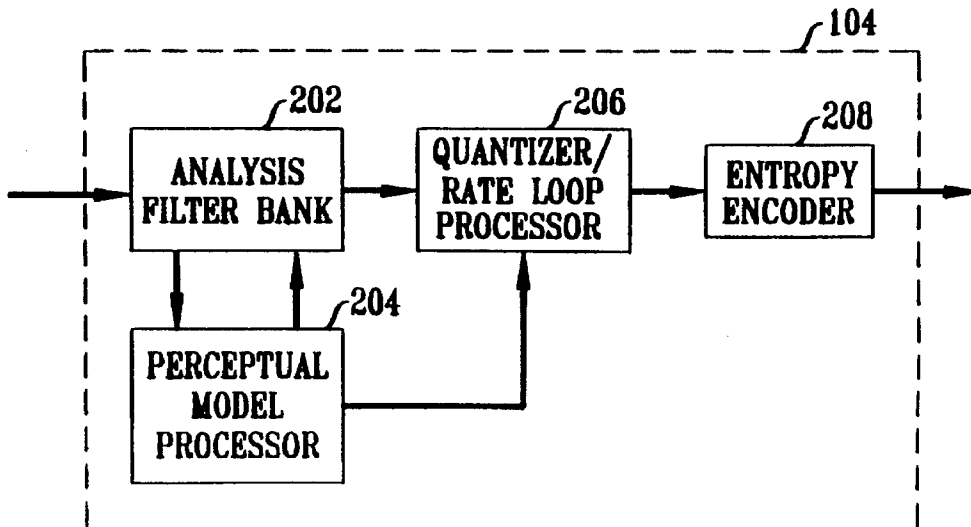 104
202
ANALYSIS
FILTER BANK
206
QUANTIZER/
RATE LOOP
PROCESSOR
208
ENTROPY
ENCODER
204
PERCEPTUAL
MODEL
PROCESSOR